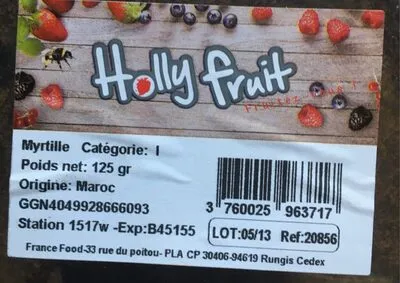 Holly fruit
Myrtille Catégorie: I
Poids net: 125 gr
Origine: Maroc
GGN4049928666093
Station 1517w -Exp:B45155
3 760025 963717
LOT:05/13 Ref:20856
France Food-33 rue du poitou- PLA CP 30406-94619 Rungis Cedex